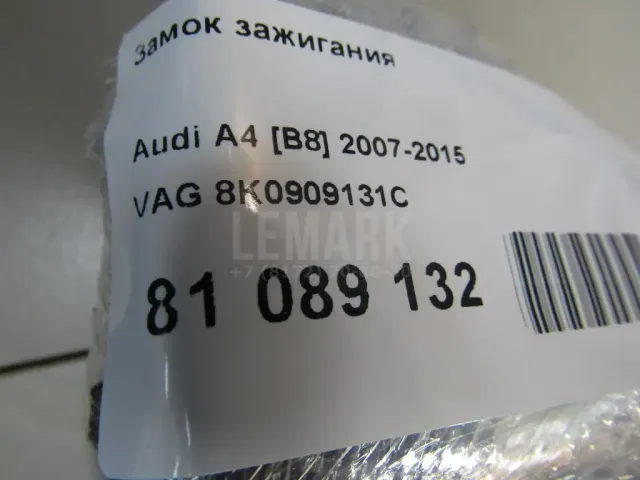 Замок зажигания
Audi A4 [B8] 2007-2015
VAG 8K0909131C
LEMARK
81 089 132